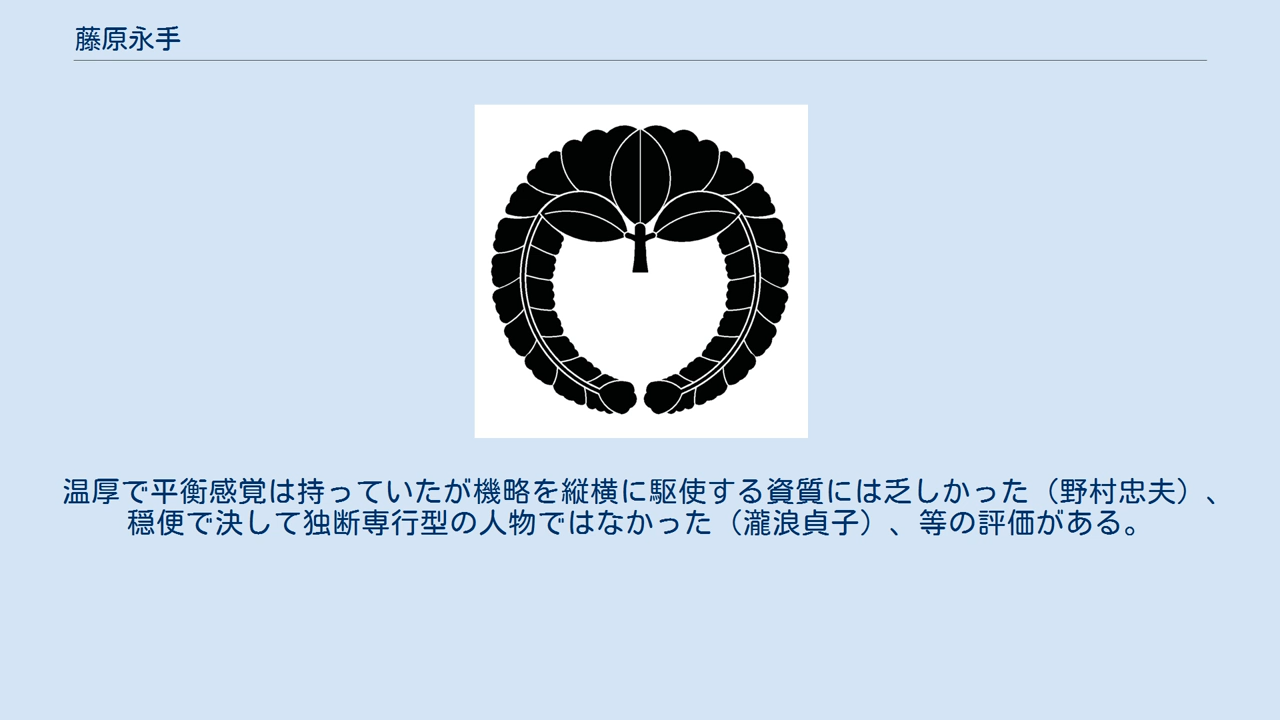 藤原永手
温厚で平衡感覚は持っていたが機略を縦横に駆使する資質には乏しかった（野村忠夫）、
穏便で決して独断専行型の人物ではなかった（瀧浪貞子）、等の評価がある。